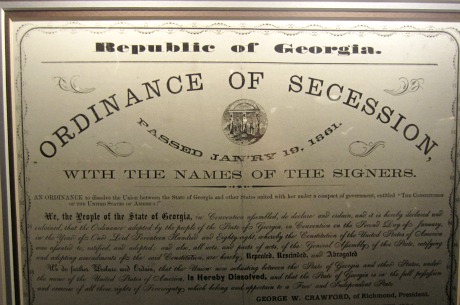 Republic of Georgia.
ORDINANCE OF SECESSION,
PASSED JAN'RY 19, 1861.
WITH THE NAMES OF THE SIGNERS.
AN ORDINANCE to dissolve the Union between the State of Georgia and other States united with her under a compact of government, entitled "The Constitution
of the United States of America."
We, the People of the State of Georgia, in Convention assembled, do declare and ordain, and it is hereby declared and
ordained, that the Ordinance adopted by the people of the State of Georgia, in Convention on the First Day of January,
in the Year of Our Lord Seventeen Hundred and Eighty-eight, whereby the Constitution of the United States of America
was assented to, ratified and adopted; and also, all acts and parts of acts, of the General Assembly, of this State, ratifying
and adopting amendments to the said Constitution, are hereby Repealed, Rescinded, and Abrogated.
We do further Declare and Ordain, that the Union now subsisting between the State of Georgia and other States, under
the name of the United States of America, is Hereby Dissolved, and that the State of Georgia is in the full possession
and exercise of all those rights of Sovereignty, which belong and appertain to a Free and Independent State.
GEORGE W. CRAWFORD, of Richmond, President.